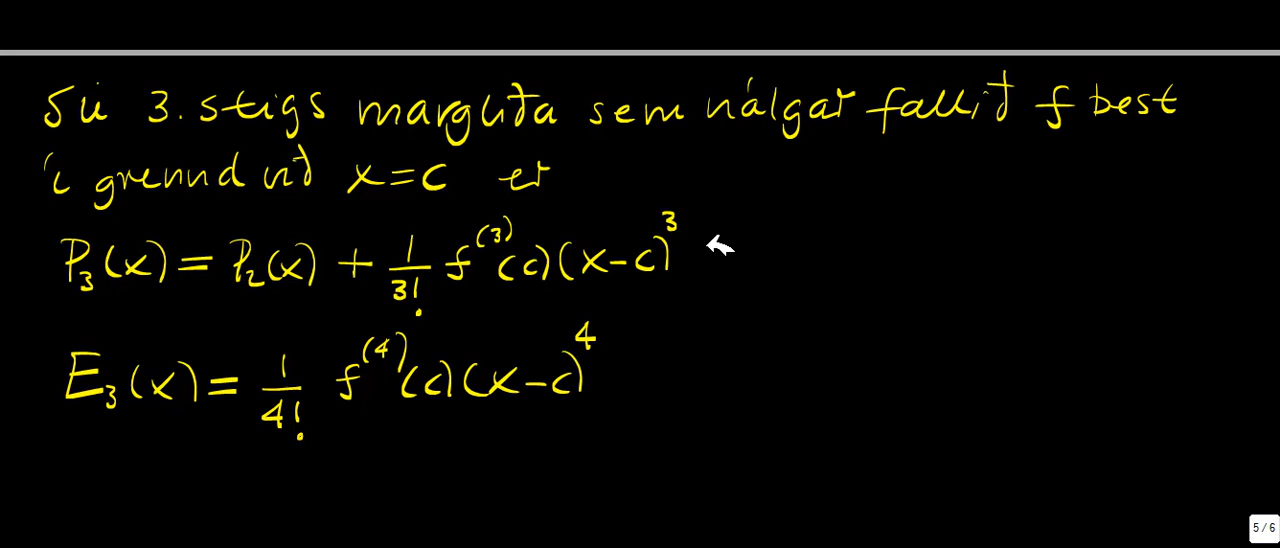 Sú 3. stigs margliða sem nálgar fallið f best
í grennd við x = c er
P₃(x) = P₂(x) + 1/3! f⁽³⁾(c)(x-c)³
E₃(x) = 1/4! f⁽⁴⁾(c)(x-c)⁴
5 / 6